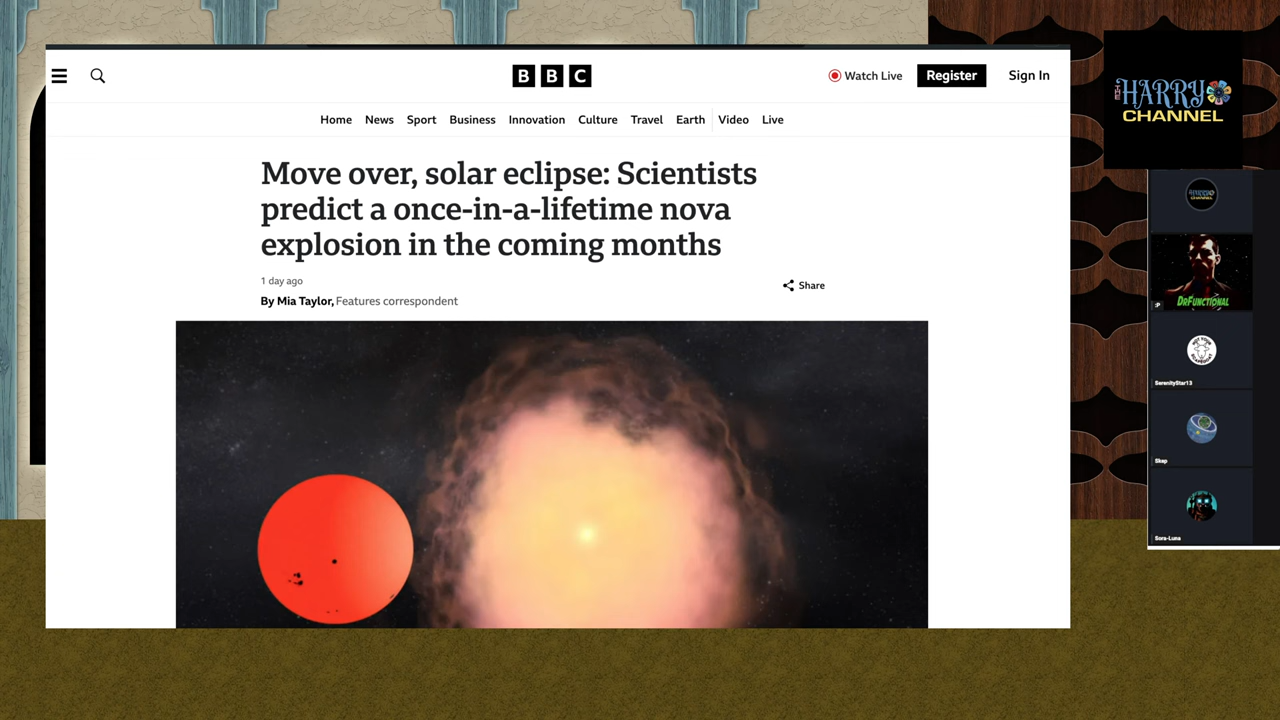 BBC
Watch Live
Register
Sign In
Home News Sport Business Innovation Culture Travel Earth Video Live
Move over, solar eclipse: Scientists
predict a once-in-a-lifetime nova
explosion in the coming months
1 day ago
Share
By Mia Taylor, Features correspondent
THE HARRY
CHANNEL
DRFUNCTIONAL
:P
SerenityStar13
Skep
Sora-Luna